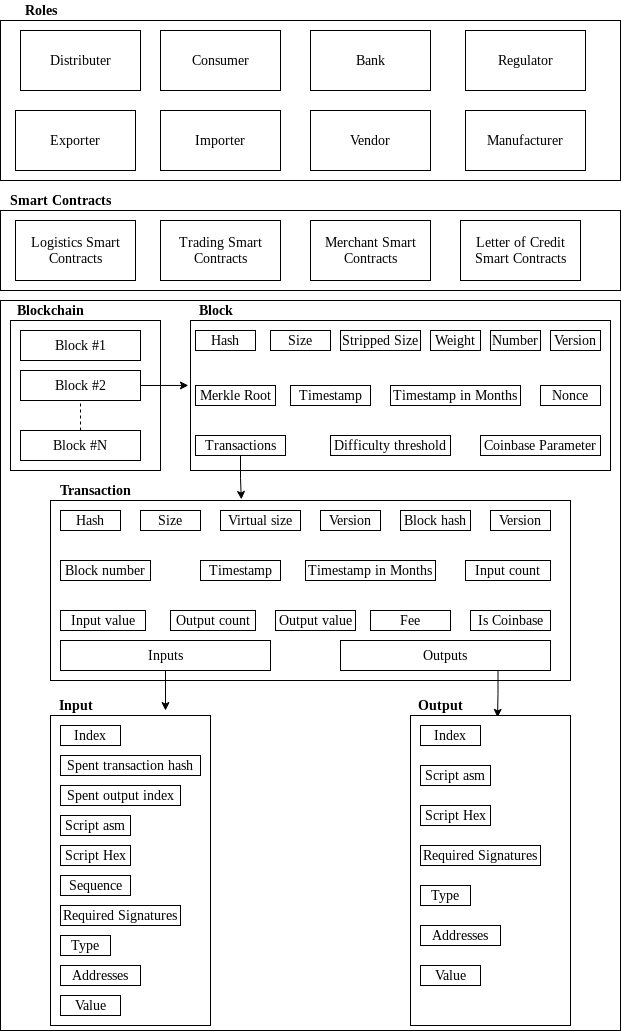 Roles
Distributer
Consumer
Bank
Regulator
Exporter
Importer
Vendor
Manufacturer
Smart Contracts
Logistics Smart
Contracts
Trading Smart
Contracts
Merchant Smart
Contracts
Letter of Credit
Smart Contracts
Blockchain
Block #1
Block #2
Block #N
Block
Hash
Size
Stripped Size
Weight
Number
Version
Merkle Root
Timestamp
Timestamp in Months
Nonce
Transactions
Difficulty threshold
Coinbase Parameter
Transaction
Hash
Size
Virtual size
Version
Block hash
Version
Block number
Timestamp
Timestamp in Months
Input count
Input value
Output count
Output value
Fee
Is Coinbase
Inputs
Outputs
Input
Index
Spent transaction hash
Spent output index
Script asm
Script Hex
Sequence
Required Signatures
Type
Addresses
Value
Output
Index
Script asm
Script Hex
Required Signatures
Type
Addresses
Value